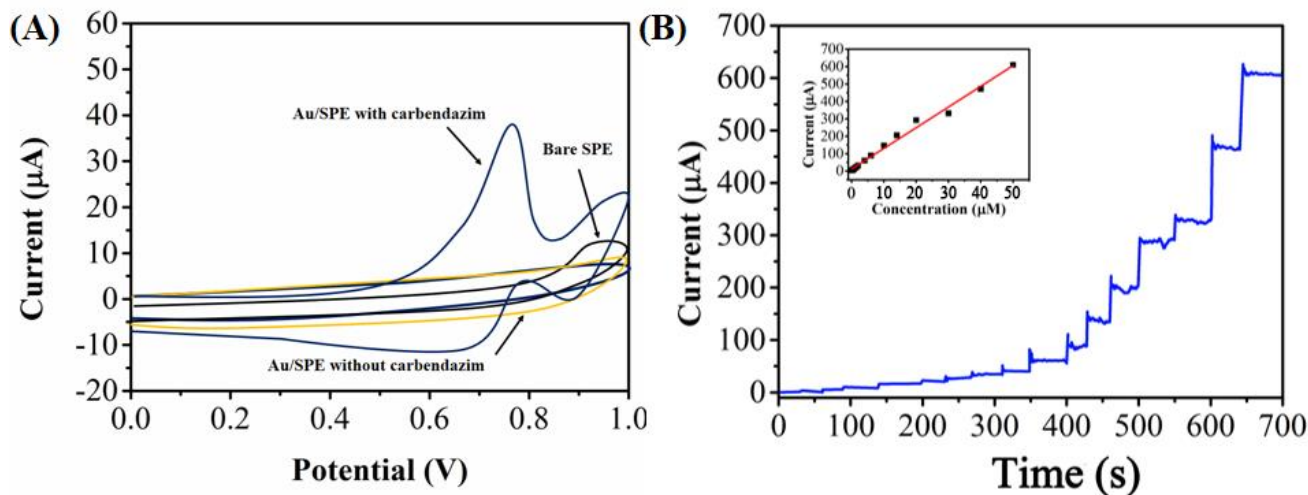 (A)
60
50
40
30
20
10
0
-10
-20
Current (μA)
Au/SPE with carbendazim
Bare SPE
Au/SPE without carbendazim
0.0 0.2 0.4 0.6 0.8 1.0
Potential (V)
(B)
700
600
500
400
300
200
100
0
Current (μA)
700
600
500
400
300
200
100
0
Current (μA)
0 10 20 30 40 50
Concentration (μM)
0 100 200 300 400 500 600 700
Time (s)